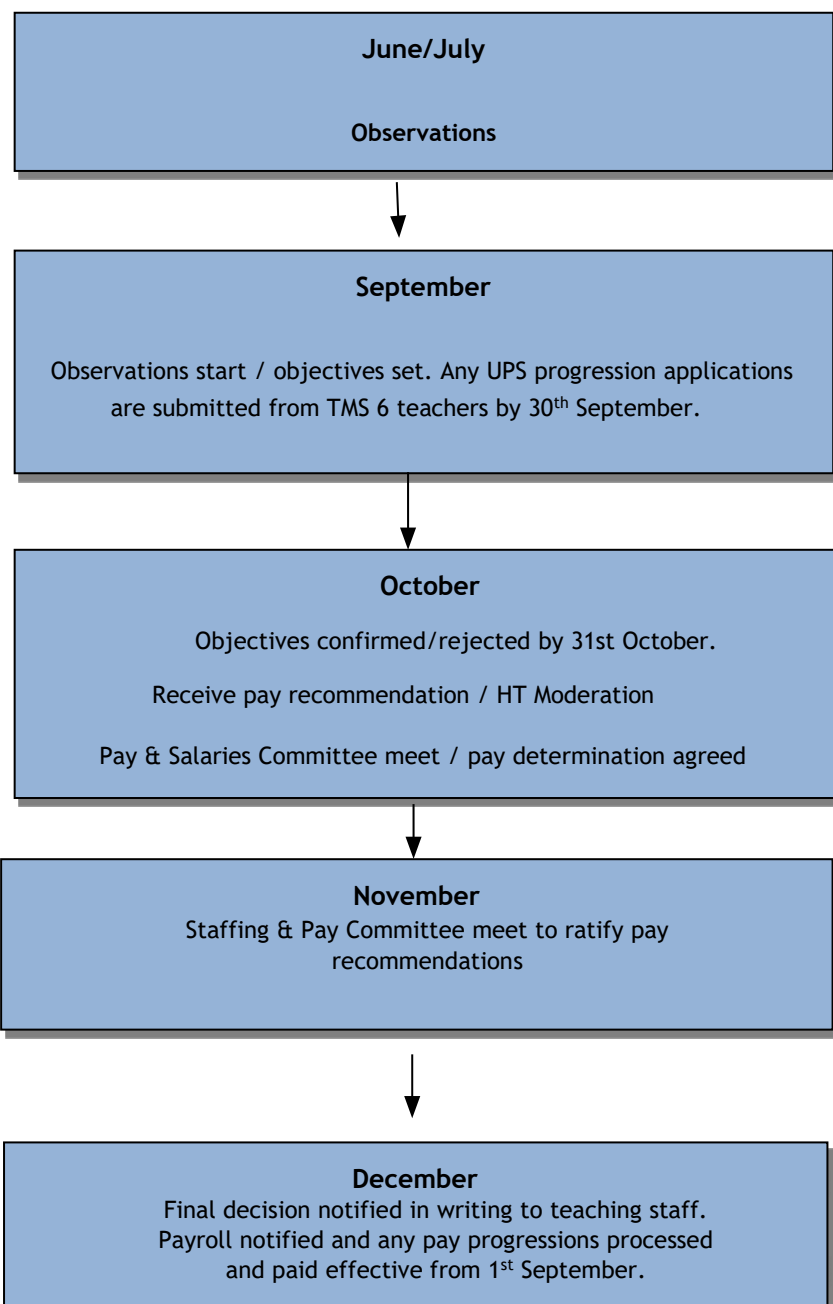 June/July
Observations
September
Observations start / objectives set. Any UPS progression applications
are submitted from TMS 6 teachers by 30th September.
October
Objectives confirmed/rejected by 31st October.
Receive pay recommendation / HT Moderation
Pay & Salaries Committee meet / pay determination agreed
November
Staffing & Pay Committee meet to ratify pay
recommendations
December
Final decision notified in writing to teaching staff.
Payroll notified and any pay progressions processed
and paid effective from 1st September.